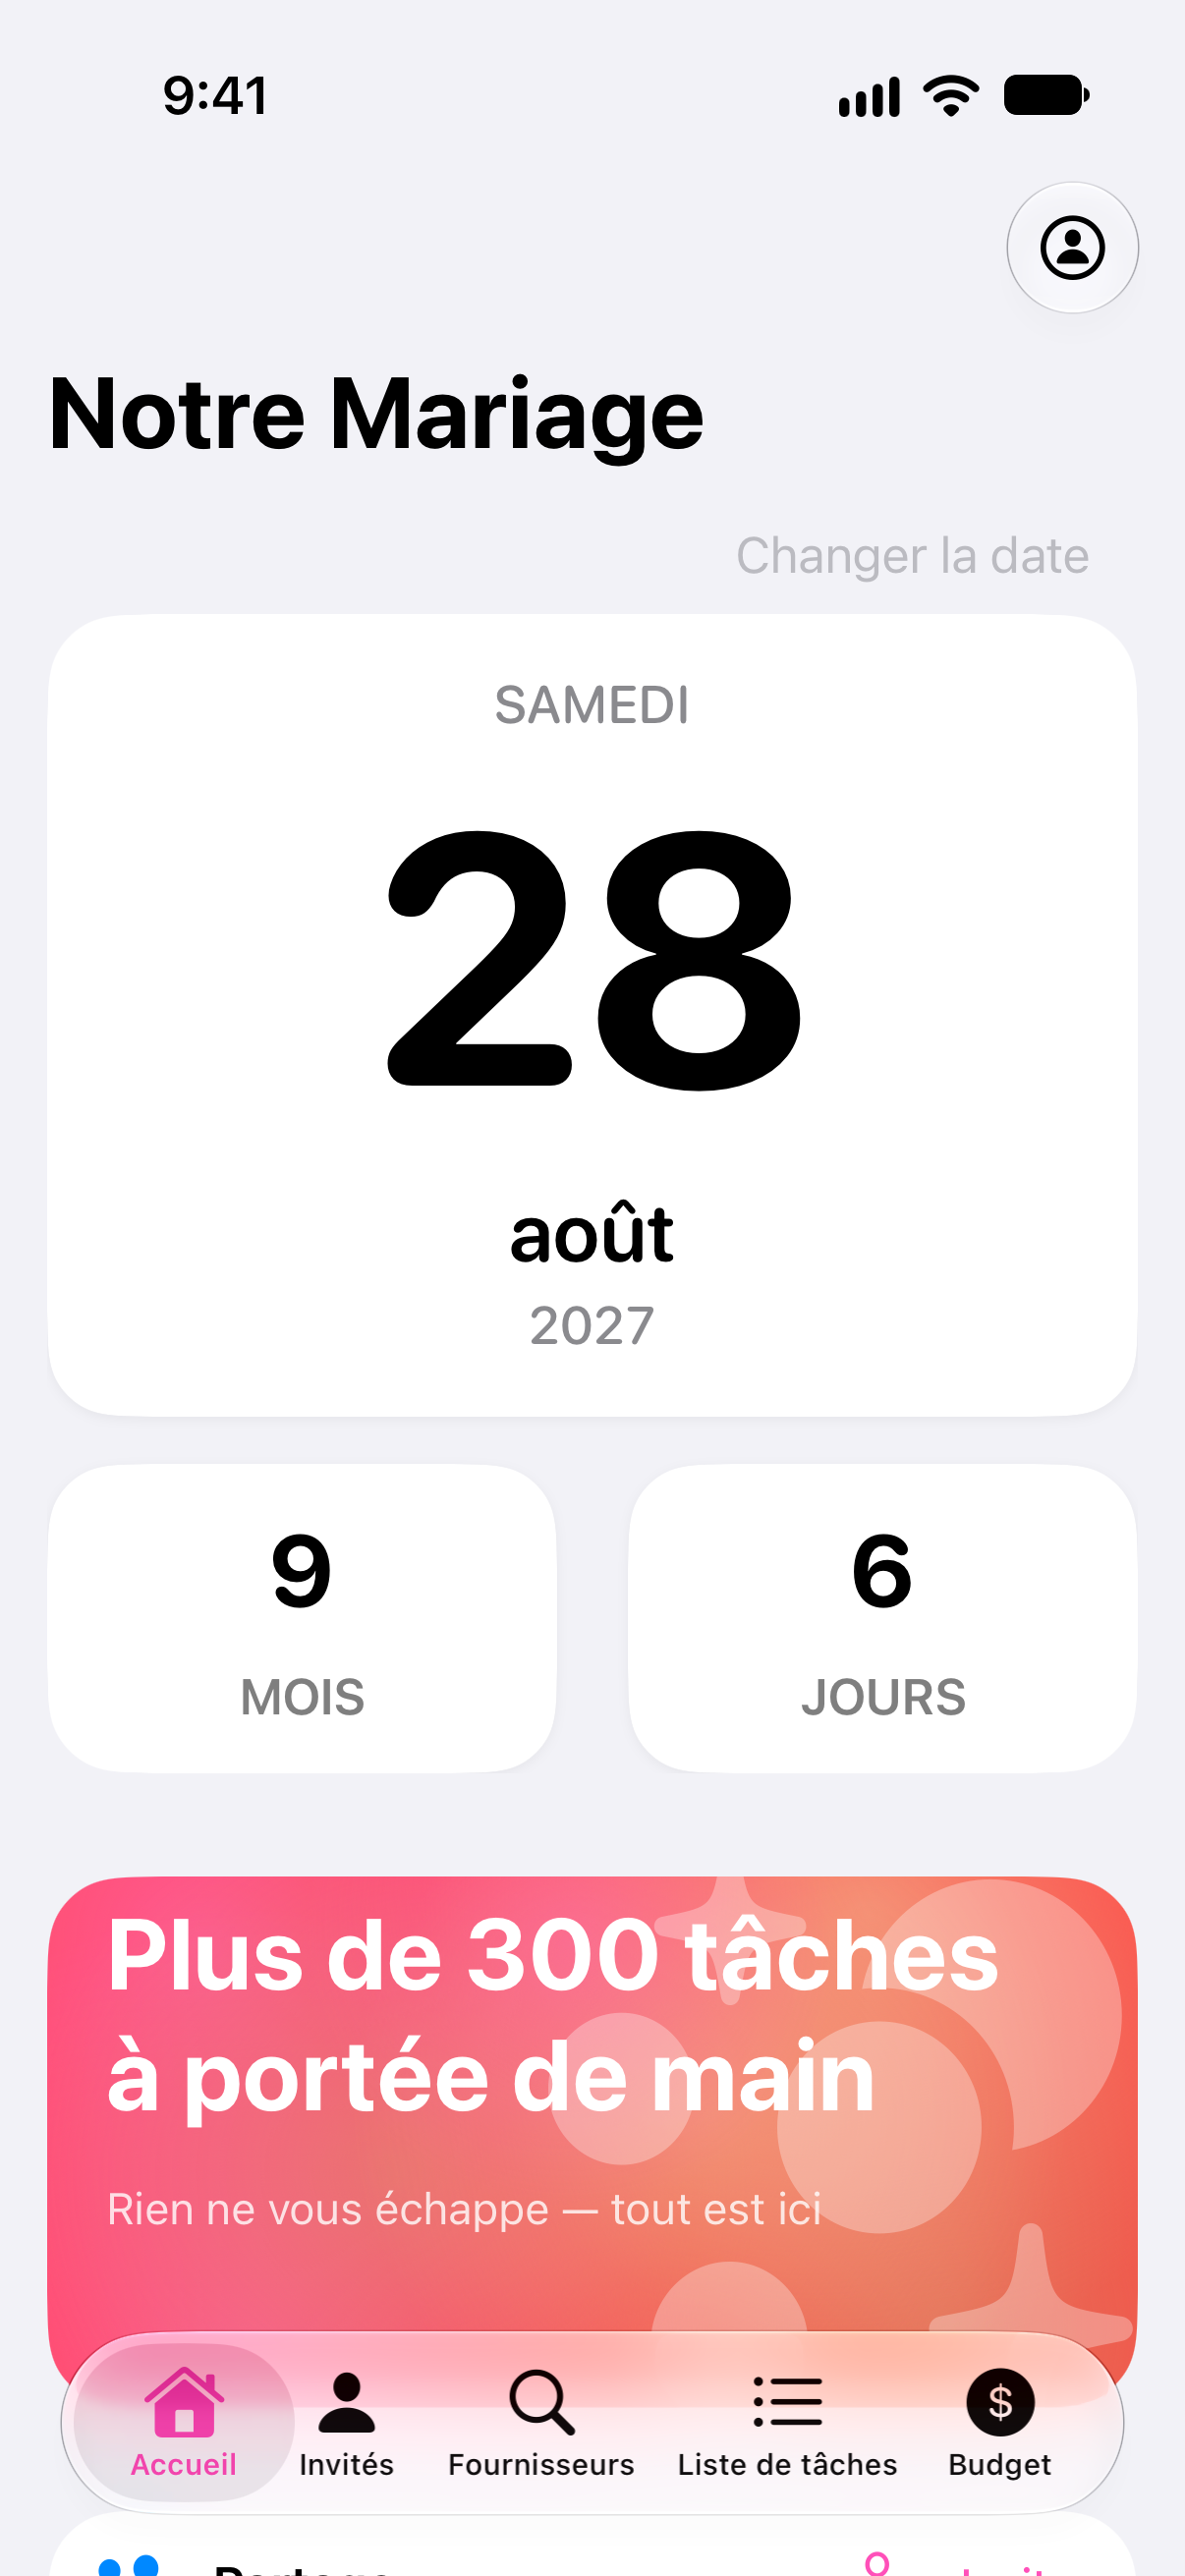 9:41
Notre Mariage
Changer la date
SAMEDI
28
août
2027
9
MOIS
6
JOURS
Plus de 300 tâches
à portée de main
Rien ne vous échappe — tout est ici
Accueil
Invités
Fournisseurs
Liste de tâches
$
Budget